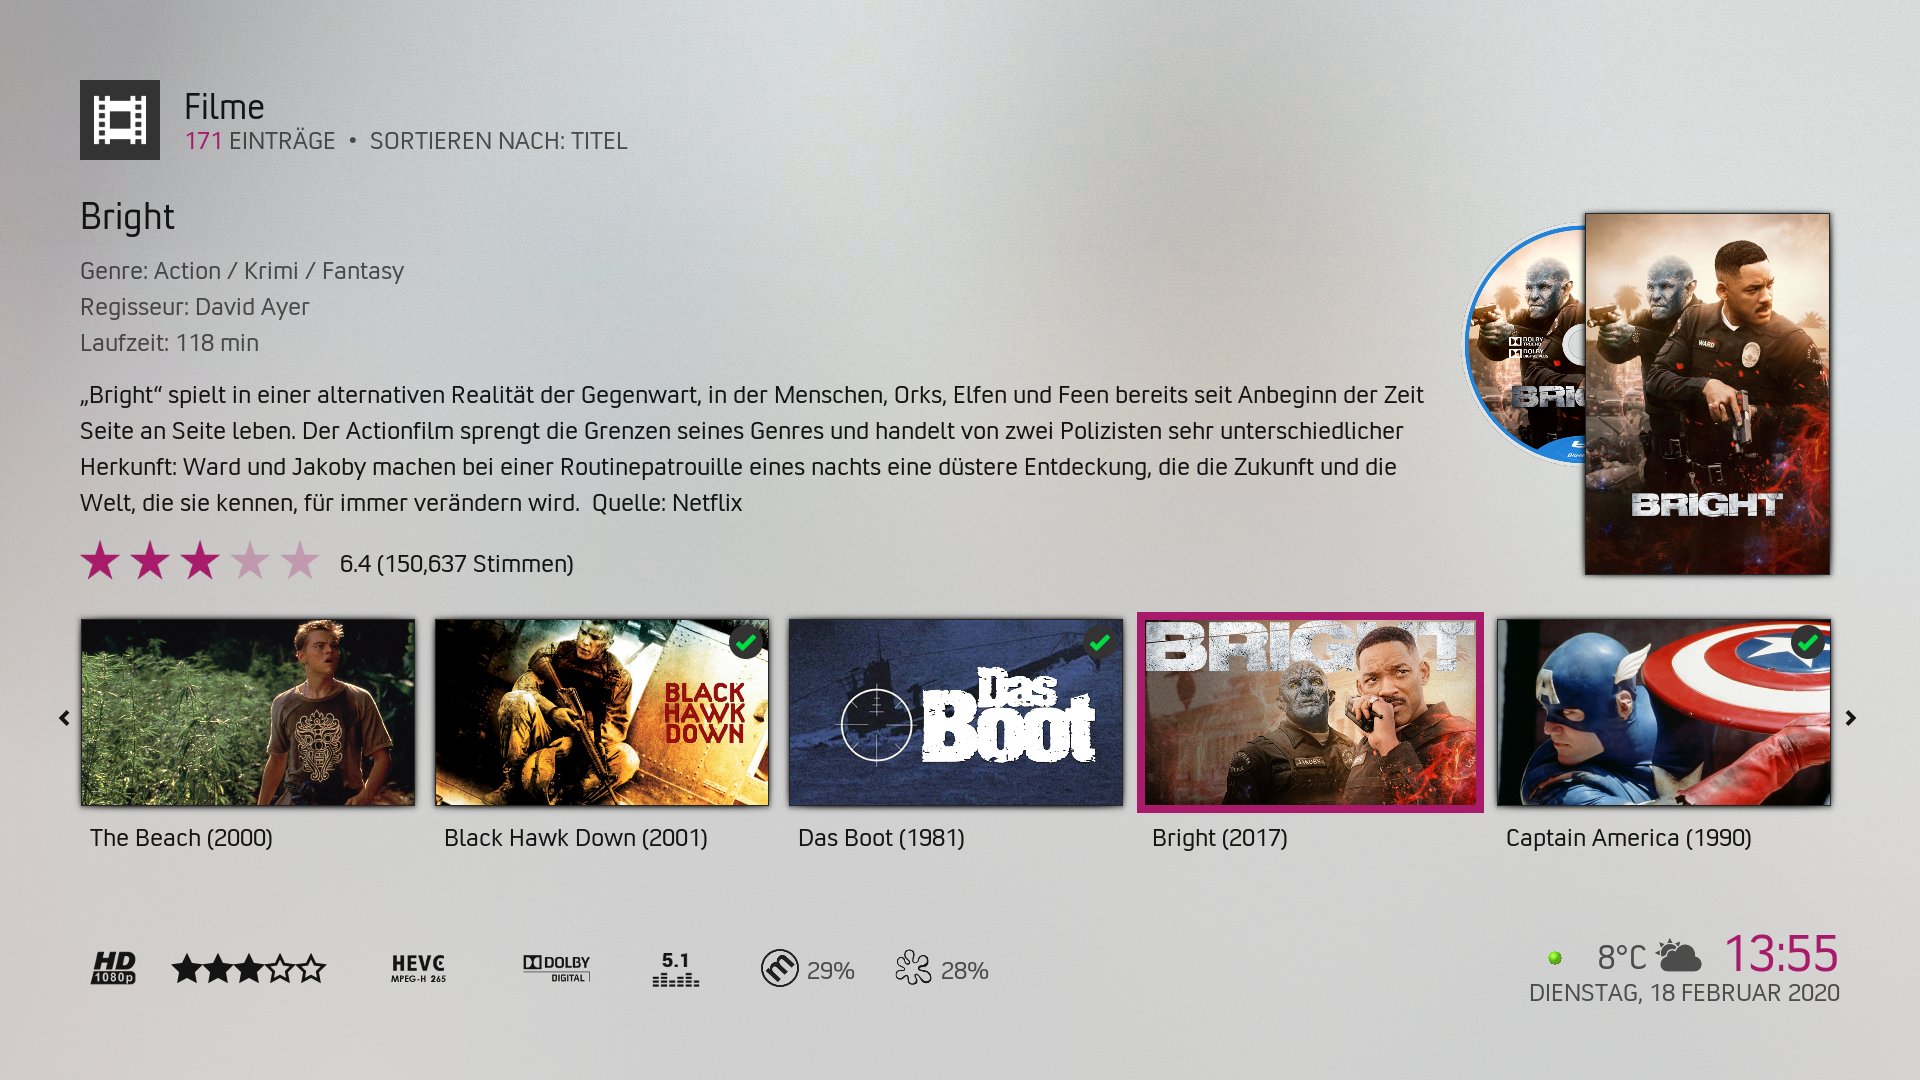 Filme
171 EINTRÄGE • SORTIEREN NACH: TITEL
Bright
Genre: Action / Krimi / Fantasy
Regisseur: David Ayer
Laufzeit: 118 min
„Bright“ spielt in einer alternativen Realität der Gegenwart, in der Menschen, Orks, Elfen und Feen bereits seit Anbeginn der Zeit
Seite an Seite leben. Der Actionfilm sprengt die Grenzen seines Genres und handelt von zwei Polizisten sehr unterschiedlicher
Herkunft: Ward und Jakoby machen bei einer Routinepatrouille eines nachts eine düstere Entdeckung, die die Zukunft und die
Welt, die sie kennen, für immer verändern wird.  Quelle: Netflix
6.4 (150,637 Stimmen)
DOLBY
DOLBY
WARD
BRIGHT
BLACK
HAWK
DOWN
Das
Boot
BRIGHT
JAKOBY
A
The Beach (2000)
Black Hawk Down (2001)
Das Boot (1981)
Bright (2017)
Captain America (1990)
HD
1080p
HEVC
MPEG-H 265
DOLBY
DIGITAL
5.1
m 29%
28%
8°C
13:55
DIENSTAG, 18 FEBRUAR 2020